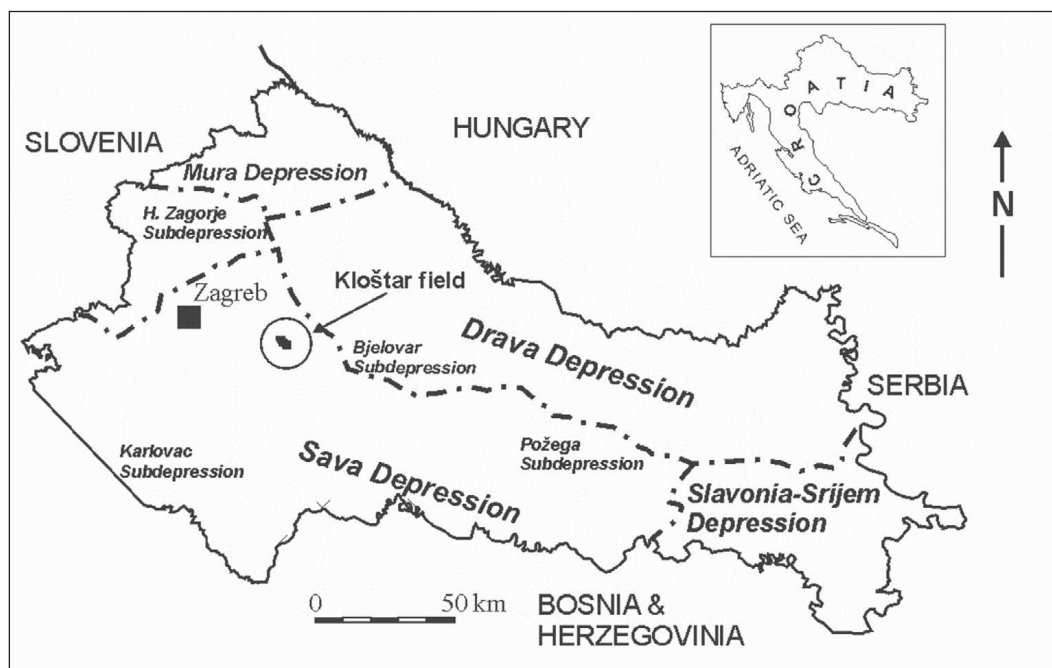 SLOVENIA
HUNGARY
CROATIA
ADRIATIC SEA
N
Mura Depression
H. Zagorje
Subdepression
Zagreb
Kloštar field
Bjelovar
Subdepression
Drava Depression
SERBIA
Karlovac
Subdepression
Sava Depression
Požega
Subdepression
Slavonia-Srijem
Depression
0 50 km
BOSNIA &
HERZEGOVINIA